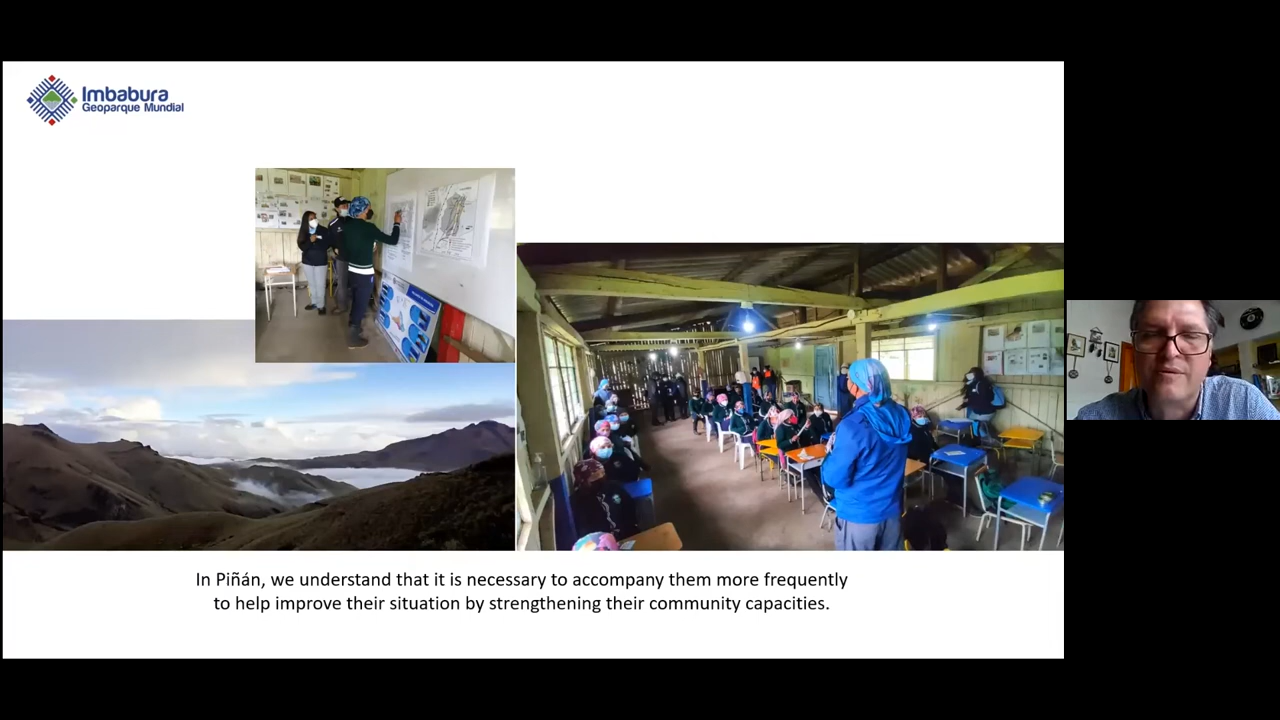 Imbabura
Geoparque Mundial
In Piñán, we understand that it is necessary to accompany them more frequently
to help improve their situation by strengthening their community capacities.